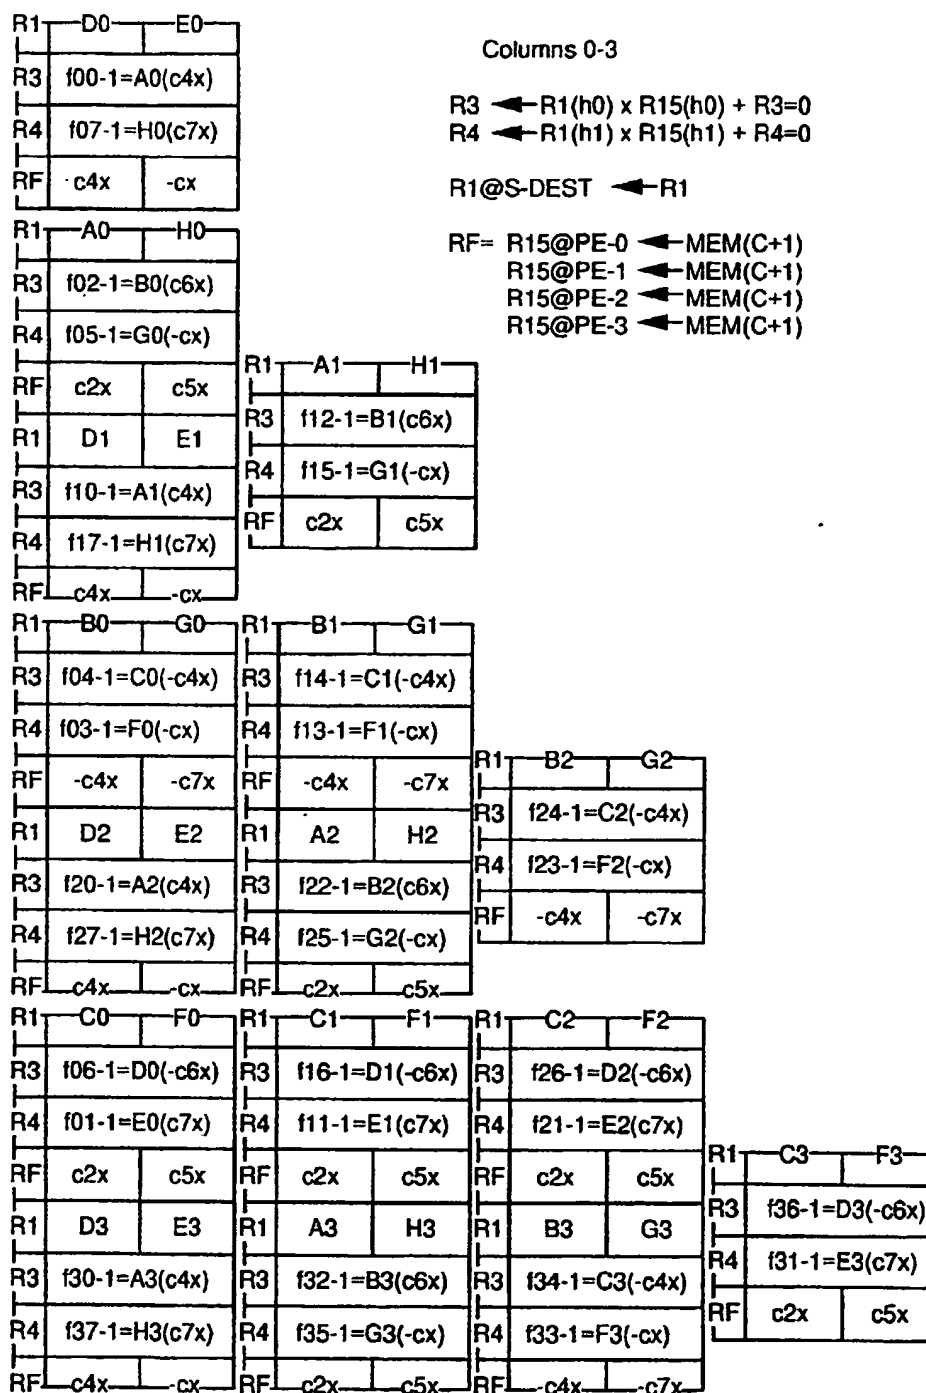 R1 D0 E0
R3 f00-1=A0(c4x)
R4 f07-1=H0(c7x)
RF c4x -cx
Columns 0-3
R3 ◄ R1(h0) x R15(h0) + R3=0
R4 ◄ R1(h1) x R15(h1) + R4=0
R1@S-DEST ◄ R1
RF= R15@PE-0 ◄ MEM(C+1)
R15@PE-1 ◄ MEM(C+1)
R15@PE-2 ◄ MEM(C+1)
R15@PE-3 ◄ MEM(C+1)
R1 A0 H0
R3 f02-1=B0(c6x)
R4 f05-1=G0(-cx)
RF c2x c5x
R1 D1 E1
R3 f10-1=A1(c4x)
R4 f17-1=H1(c7x)
RF c4x -cx
R1 A1 H1
R3 f12-1=B1(c6x)
R4 f15-1=G1(-cx)
RF c2x c5x
R1 B0 G0
R3 f04-1=C0(-c4x)
R4 f03-1=F0(-cx)
RF -c4x -c7x
R1 D2 E2
R3 f20-1=A2(c4x)
R4 f27-1=H2(c7x)
RF c4x -cx
R1 B1 G1
R3 f14-1=C1(-c4x)
R4 f13-1=F1(-cx)
RF -c4x -c7x
R1 A2 H2
R3 f22-1=B2(c6x)
R4 f25-1=G2(-cx)
RF c2x c5x
R1 B2 G2
R3 f24-1=C2(-c4x)
R4 f23-1=F2(-cx)
RF -c4x -c7x
R1 C0 F0
R3 f06-1=D0(-c6x)
R4 f01-1=E0(c7x)
RF c2x c5x
R1 D3 E3
R3 f30-1=A3(c4x)
R4 f37-1=H3(c7x)
RF c4x -cx
R1 C1 F1
R3 f16-1=D1(-c6x)
R4 f11-1=E1(c7x)
RF c2x c5x
R1 A3 H3
R3 f32-1=B3(c6x)
R4 f35-1=G3(-cx)
RF c2x c5x
R1 C2 F2
R3 f26-1=D2(-c6x)
R4 f21-1=E2(c7x)
RF c2x c5x
R1 B3 G3
R3 f34-1=C3(-c4x)
R4 f33-1=F3(-cx)
RF -c4x -c7x
R1 C3 F3
R3 f36-1=D3(-c6x)
R4 f31-1=E3(c7x)
RF c2x c5x